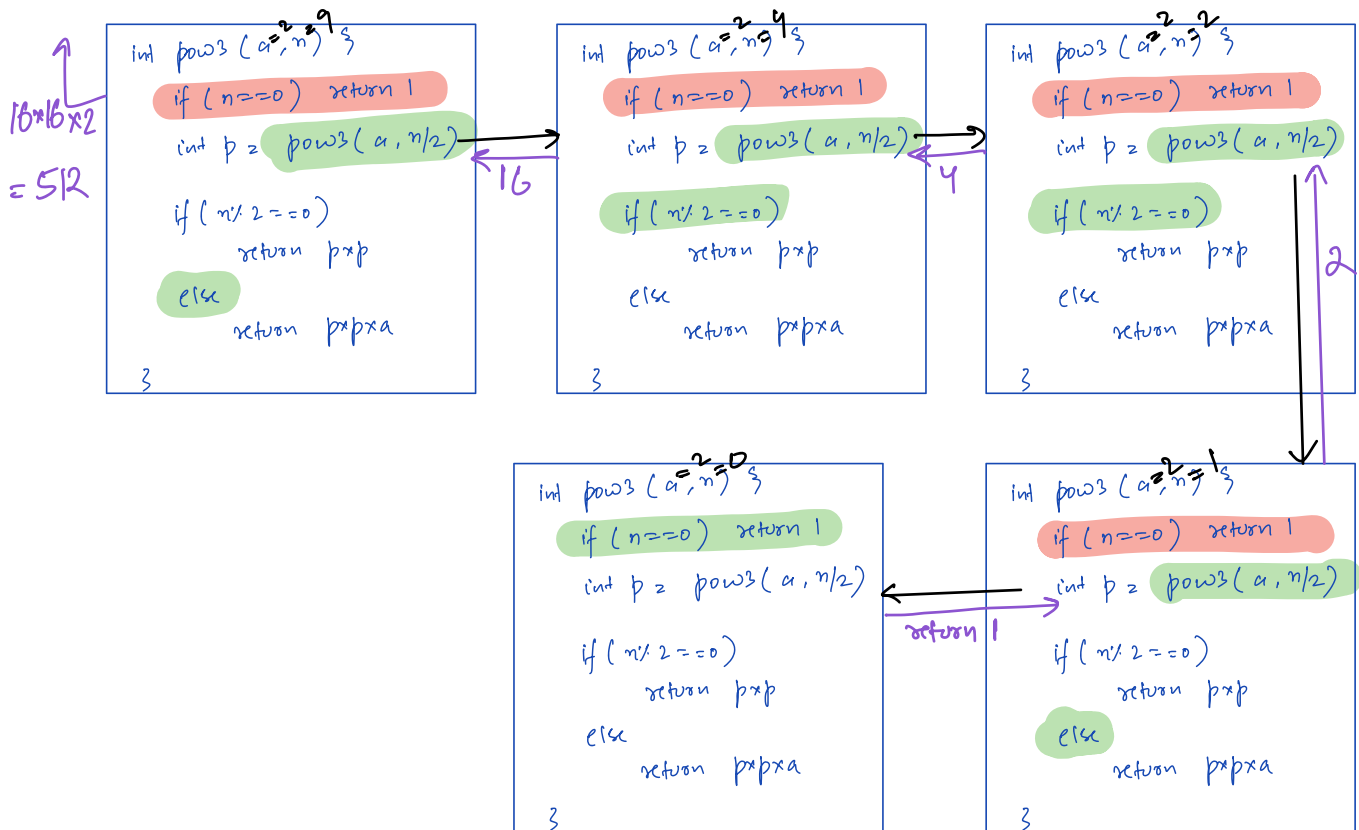 int pow3 (a=2, n=9) {
if (n==0) return 1
int p = pow3(a, n/2)
if (n% 2 ==0)
return p*p
else
return p*p*a
}
16*16*2
= 512
16
int pow3 (a=2, n=4) {
if (n==0) return 1
int p = pow3(a, n/2)
if (n% 2 ==0)
return p*p
else
return p*p*a
}
4
int pow3 (a=2, n=2) {
if (n==0) return 1
int p = pow3(a, n/2)
if (n% 2 ==0)
return p*p
else
return p*p*a
}
2
int pow3 (a=2, n=0) {
if (n==0) return 1
int p = pow3(a, n/2)
if (n% 2 ==0)
return p*p
else
return p*p*a
}
return 1
int pow3 (a=2, n=1) {
if (n==0) return 1
int p = pow3(a, n/2)
if (n% 2 ==0)
return p*p
else
return p*p*a
}